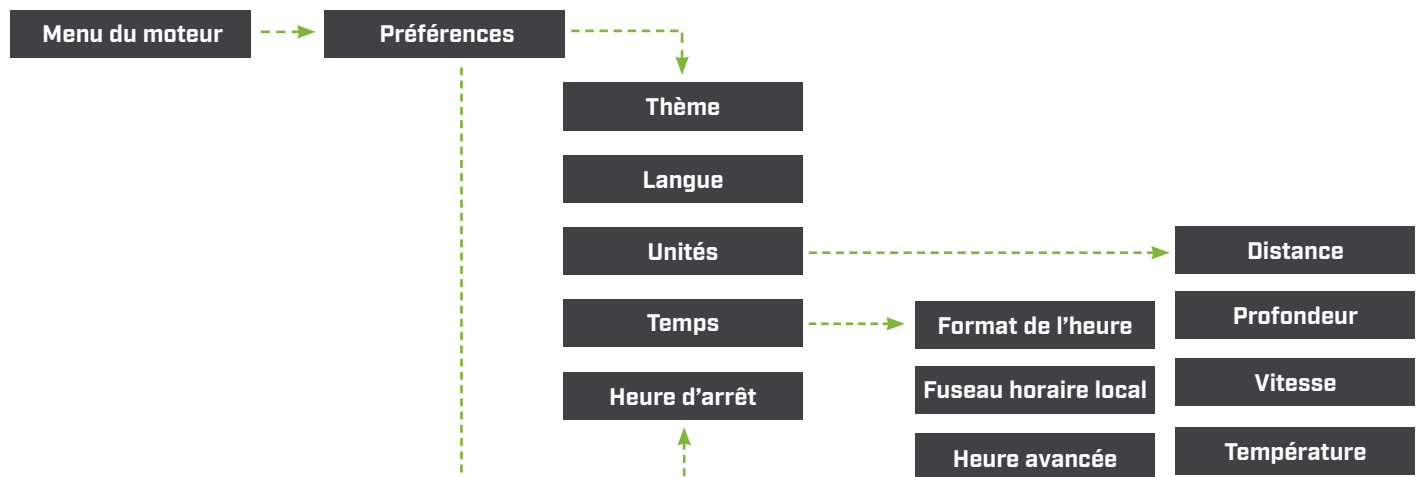 Menu du moteur
Préférences
Thème
Langue
Unités
Temps
Heure d’arrêt
Format de l’heure
Fuseau horaire local
Heure avancée
Distance
Profondeur
Vitesse
Température